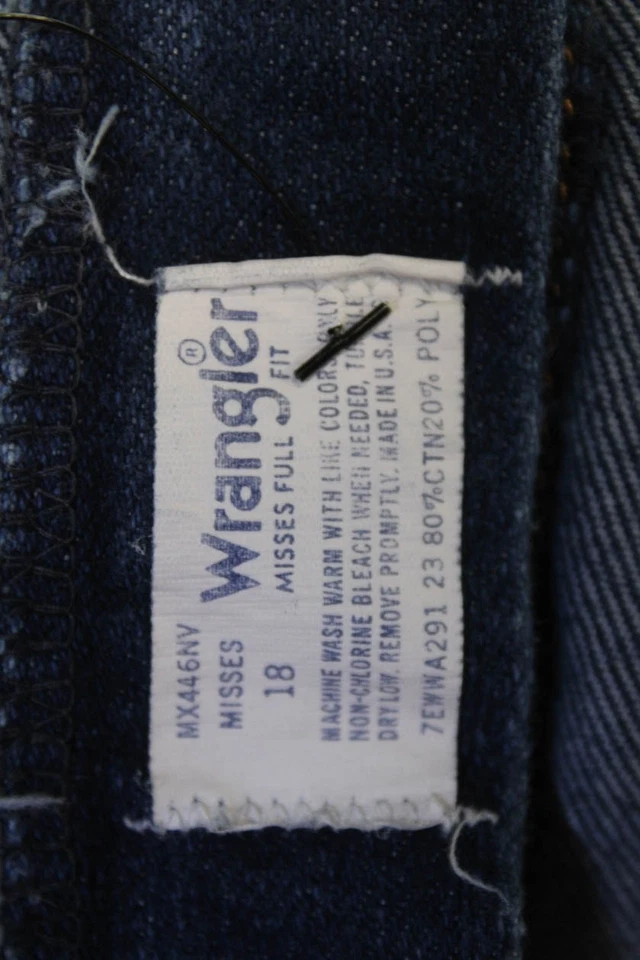 MX446NV
Wrangler®
MISSES
MISSES FULL FIT
18
MACHINE WASH WARM WITH LIKE COLORS ONLY
NON-CHLORINE BLEACH WHEN NEEDED, TUMBLE
DRY LOW. REMOVE PROMPTLY. MADE IN U.S.A.
7EWWA291 23 80%CTN20% POLY